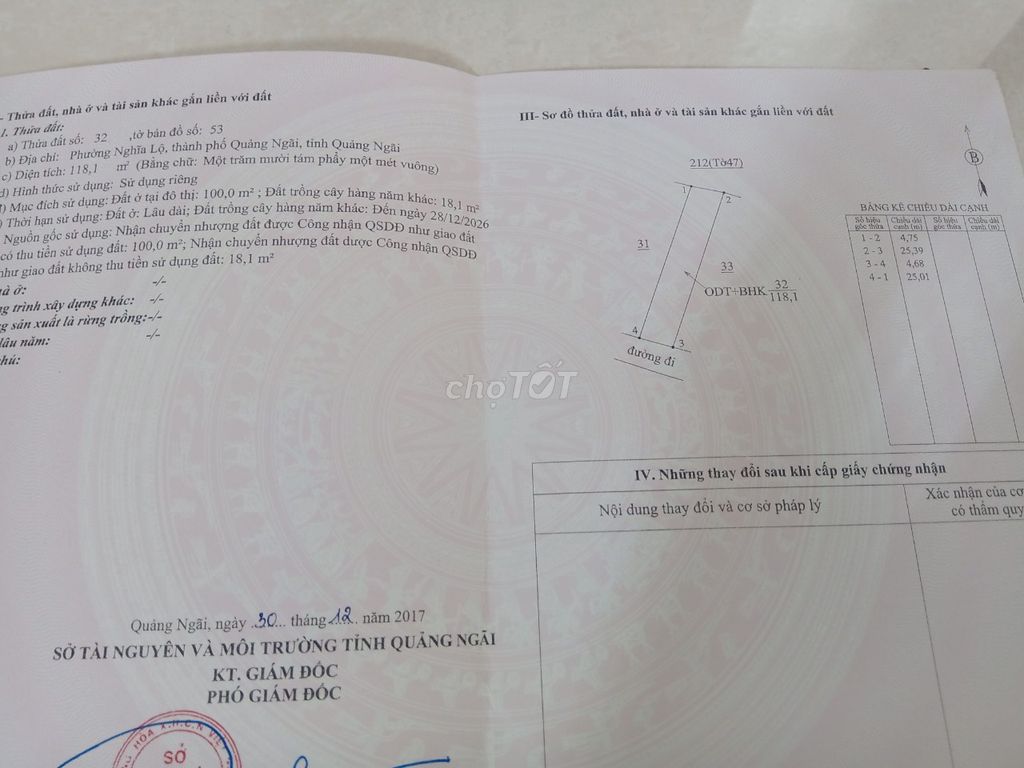 - Thửa đất, nhà ở và tài sản khác gắn liền với đất
1. Thửa đất:
a) Thửa đất số: 32 ,tờ bản đồ số: 53
b) Địa chỉ: Phường Nghĩa Lộ, thành phố Quảng Ngãi, tỉnh Quảng Ngãi
c) Diện tích: 118,1 m² (Bằng chữ: Một trăm mười tám phẩy một mét vuông)
d) Hình thức sử dụng: Sử dụng riêng
) Mục đích sử dụng: Đất ở tại đô thị: 100,0 m² ; Đất trồng cây hàng năm khác: 18,1 m²
) Thời hạn sử dụng: Đất ở: Lâu dài; Đất trồng cây hàng năm khác: Đến ngày 28/12/2026
Nguồn gốc sử dụng: Nhận chuyển nhượng đất được Công nhận QSDĐ như giao đất
có thu tiền sử dụng đất: 100,0 m²; Nhận chuyển nhượng đất được Công nhận QSDĐ
như giao đất không thu tiền sử dụng đất: 18,1 m²
à ở: -/-
g trình xây dựng khác: -/-
g sản xuất là rừng trồng:-/-
lâu năm: -/-
hú:
Quảng Ngãi, ngày 30 tháng 12 năm 2017
SỞ TÀI NGUYÊN VÀ MÔI TRƯỜNG TỈNH QUẢNG NGÃI
KT. GIÁM ĐỐC
PHÓ GIÁM ĐỐC
HÒA X.H.C.N VIỆT
SỞ
III- Sơ đồ thửa đất, nhà ở và tài sản khác gắn liền với đất
212(Tờ47)
B
1
2
31
33
ODT+BHK 32
118,1
4
3
đường đi
BẢNG KÊ CHIỀU DÀI CẠNH
Số hiệu góc thửa Chiều dài cạnh (m) Số hiệu góc thửa Chiều dài cạnh (m)
1 - 2 4,75
2 - 3 25,39
3 - 4 4,68
4 - 1 25,01
chợTỐT
IV. Những thay đổi sau khi cấp giấy chứng nhận
Nội dung thay đổi và cơ sở pháp lý
Xác nhận của cơ
có thẩm quy